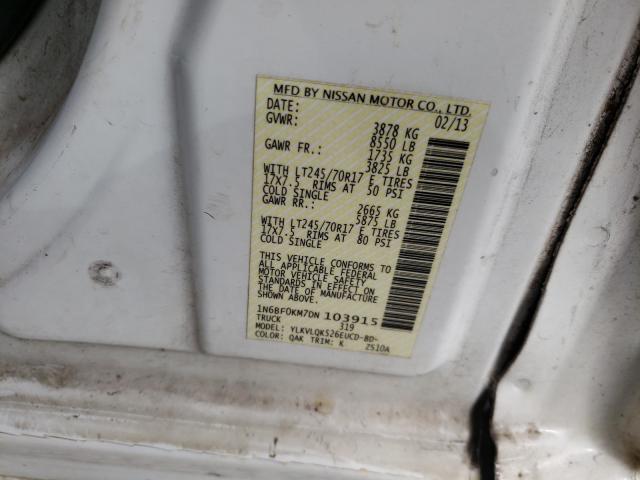 MFD BY NISSAN MOTOR CO., LTD.
DATE: 02/13
GVWR: 3878 KG
8550 LB
GAWR FR.: 1735 KG
3825 LB
WITH LT245/70R17 E TIRES
17X7.5 RIMS AT 50 PSI
COLD SINGLE
GAWR RR.: 2665 KG
5875 LB
WITH LT245/70R17 E TIRES
17X7.5 RIMS AT 80 PSI
COLD SINGLE
THIS VEHICLE CONFORMS TO
ALL APPLICABLE FEDERAL
MOTOR VEHICLE SAFETY
STANDARDS IN EFFECT ON
THE DATE OF MANUFACTURE
SHOWN ABOVE.
1N6BF0KM7DN 103915
TRUCK 319
MODEL: YLKVLQK526EUCD-BD-
COLOR: QAK TRIM: K 2S10A